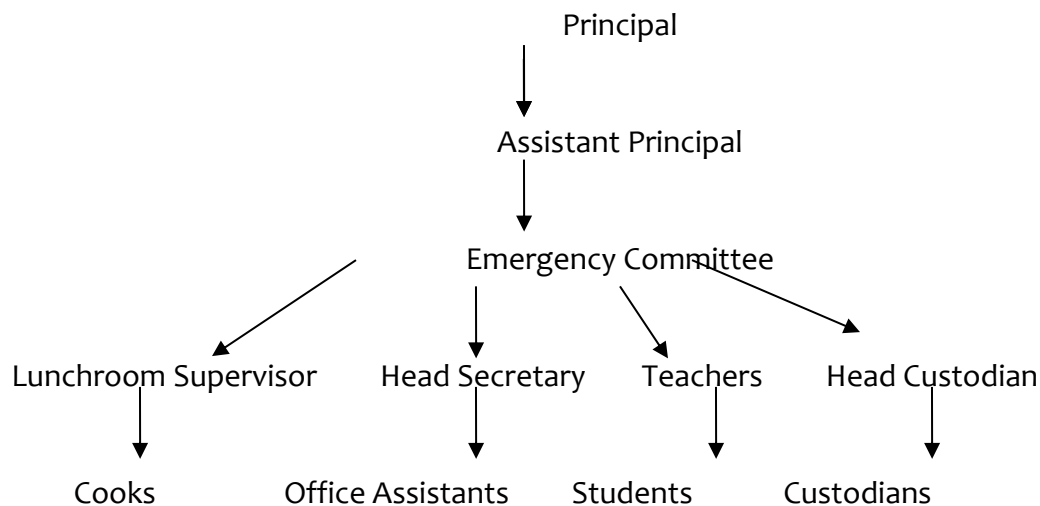 Principal
Assistant Principal
Emergency Committee
Lunchroom Supervisor Head Secretary Teachers Head Custodian
Cooks Office Assistants Students Custodians